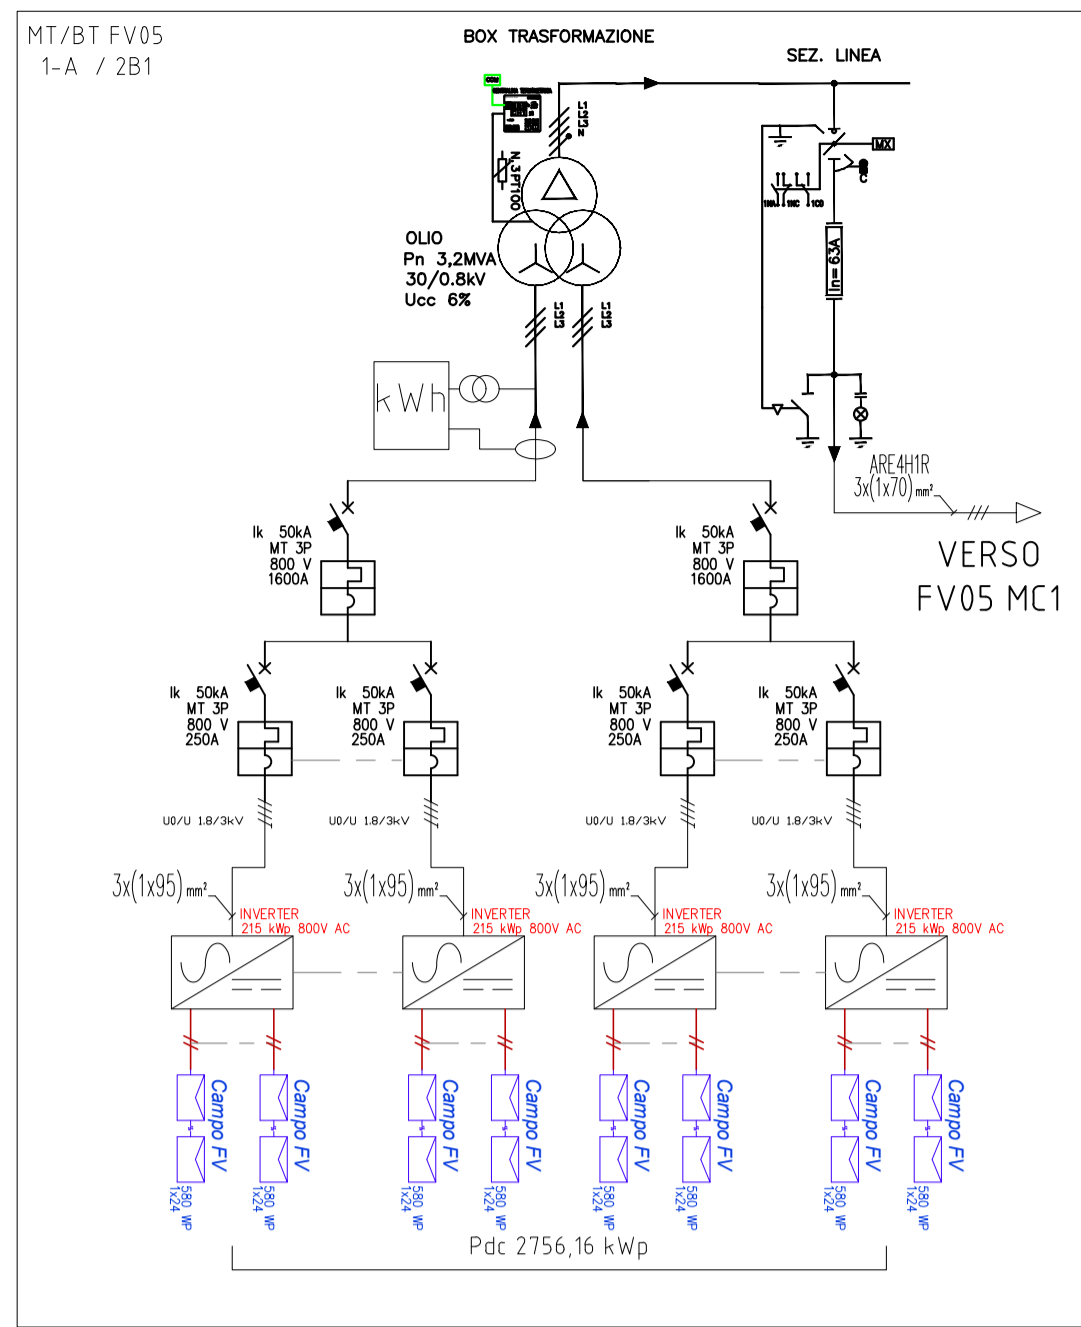 MT/BT FV05
1-A / 2B1
BOX TRASFORMAZIONE
SEZ. LINEA
L1
L2
L3
N
N.3PT100
MX
1NA
1NC
1CO
In= 63A
OLIO
Pn 3,2MVA
30/0.8kV
Ucc 6%
L1
L2
L3
L1
L2
L3
kWh
ARE4H1R
3x(1x70) mm²
VERSO
FV05 MC1
Ik 50kA
MT 3P
800 V
1600A
Ik 50kA
MT 3P
800 V
1600A
Ik 50kA
MT 3P
800 V
250A
Ik 50kA
MT 3P
800 V
250A
Ik 50kA
MT 3P
800 V
250A
Ik 50kA
MT 3P
800 V
250A
U0/U 1.8/3kV
U0/U 1.8/3kV
U0/U 1.8/3kV
U0/U 1.8/3kV
3x(1x95) mm²
3x(1x95) mm²
3x(1x95) mm²
3x(1x95) mm²
INVERTER
215 kWp 800V AC
INVERTER
215 kWp 800V AC
INVERTER
215 kWp 800V AC
INVERTER
215 kWp 800V AC
Campo FV
Campo FV
Campo FV
Campo FV
Campo FV
Campo FV
Campo FV
Campo FV
580 WP
1x24
580 WP
1x24
580 WP
1x24
580 WP
1x24
580 WP
1x24
580 WP
1x24
580 WP
1x24
580 WP
1x24
Pdc 2756,16 kWp